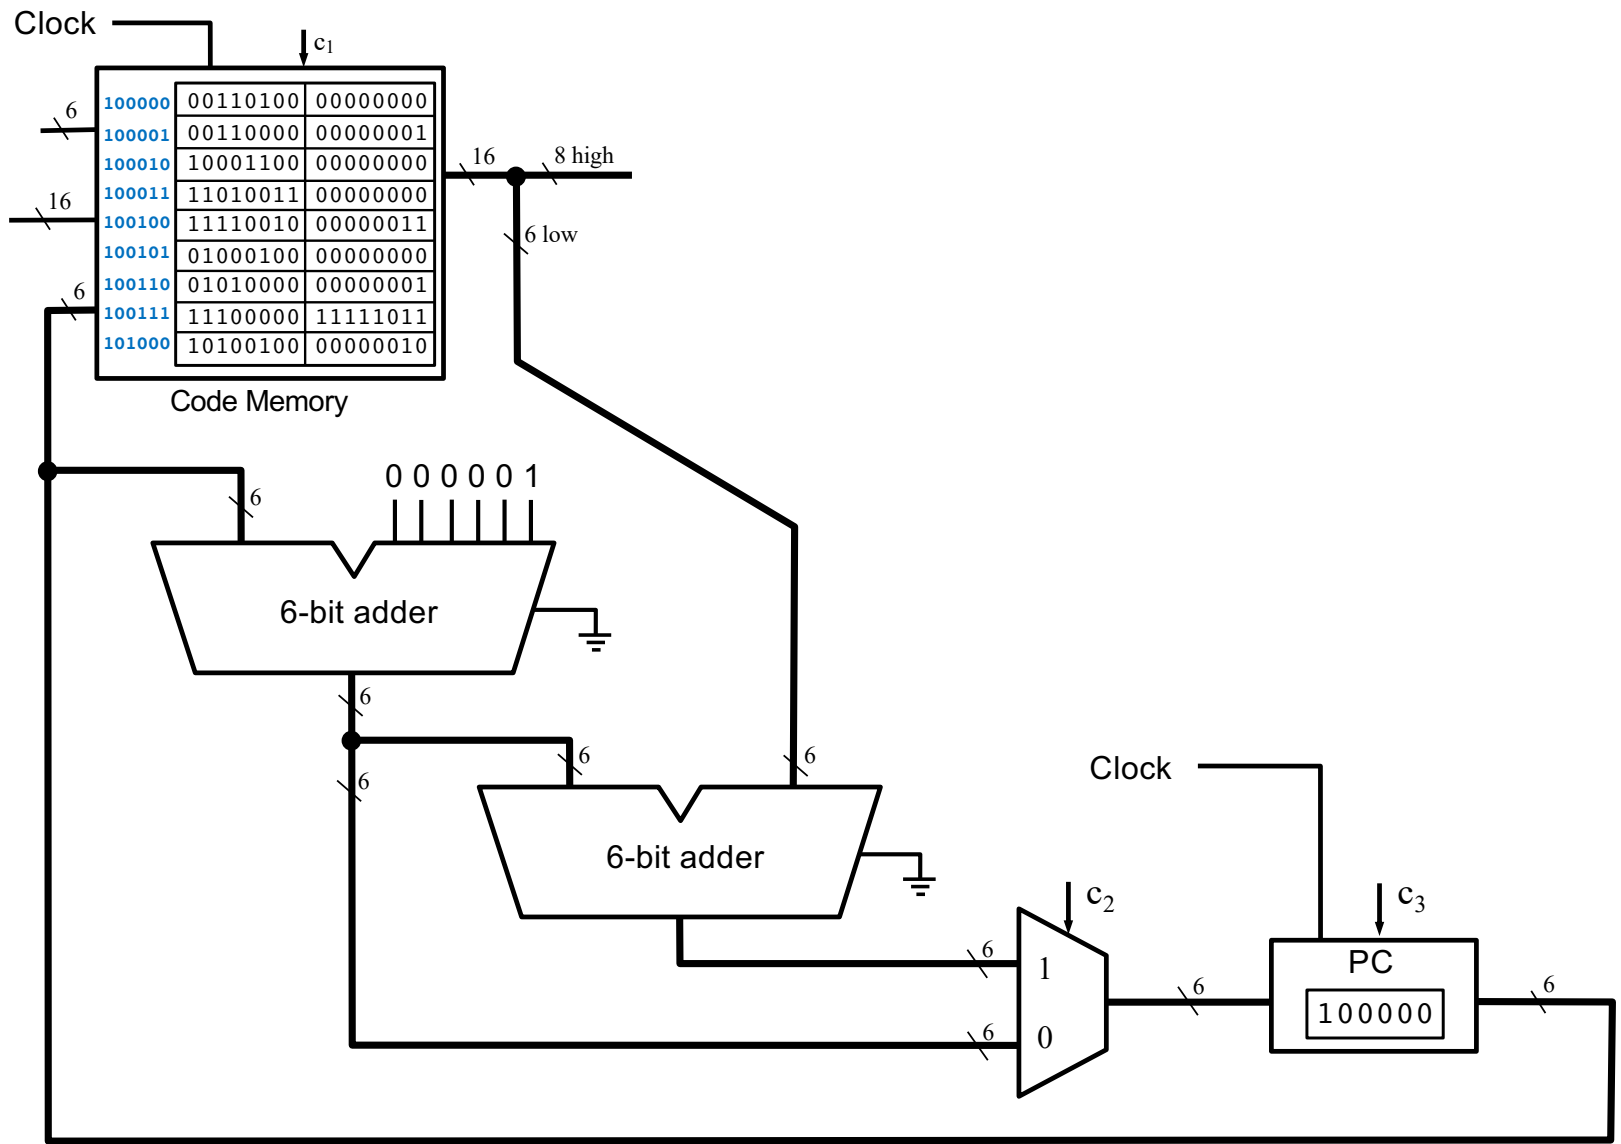 Clock
c₁
6
100000 00110100 00000000
100001 00110000 00000001
100010 10001100 00000000
16
8 high
100011 11010011 00000000
16
100100 11110010 00000011
6 low
100101 01000100 00000000
6
100110 01010000 00000001
100111 11100000 11111011
101000 10100100 00000010
Code Memory
0 0 0 0 0 1
6
6-bit adder
6
6
6
6
Clock
6-bit adder
c₂
c₃
6
1
PC
6
6
100000
6
0